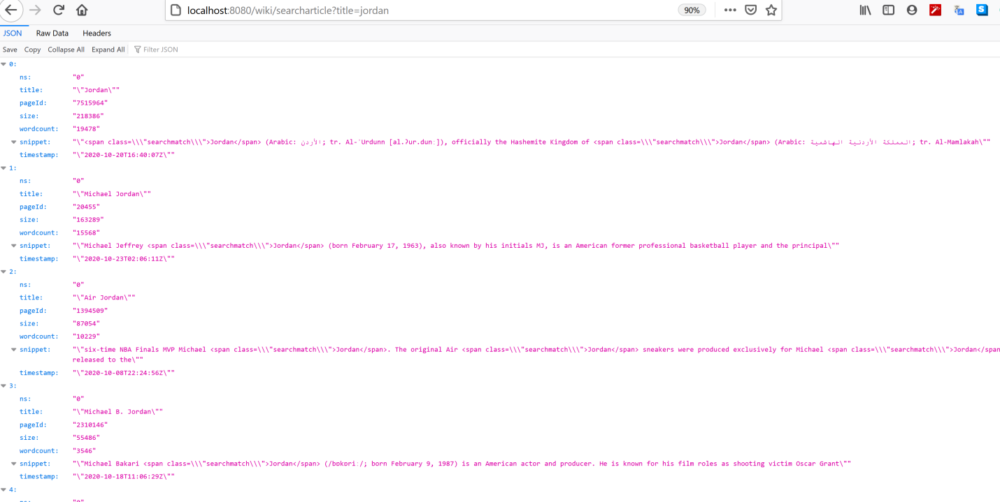 localhost:8080/wiki/searcharticle?title=jordan
90%
JSON Raw Data Headers
Save Copy Collapse All Expand All Filter JSON
0:
ns: "0"
title: "\"Jordan\""
pageId: "7515964"
size: "218386"
wordcount: "19478"
snippet: "\"<span class=\\\"searchmatch\\\">Jordan</span> (Arabic: الأردن; tr. Al-ʾUrdunn [al.ʔur.dunː]), officially the Hashemite Kingdom of <span class=\\\"searchmatch\\\">Jordan</span> (Arabic: المملكة الأردنية الهاشمية; tr. Al-Mamlakah\""
timestamp: "\"2020-10-20T16:40:07Z\""
1:
ns: "0"
title: "\"Michael Jordan\""
pageId: "20455"
size: "163289"
wordcount: "15568"
snippet: "\"Michael Jeffrey <span class=\\\"searchmatch\\\">Jordan</span> (born February 17, 1963), also known by his initials MJ, is an American former professional basketball player and the principal\""
timestamp: "\"2020-10-23T02:06:11Z\""
2:
ns: "0"
title: "\"Air Jordan\""
pageId: "1394509"
size: "87054"
wordcount: "10229"
snippet: "\"six-time NBA Finals MVP Michael <span class=\\\"searchmatch\\\">Jordan</span>. The original Air <span class=\\\"searchmatch\\\">Jordan</span> sneakers were produced exclusively for Michael <span class=\\\"searchmatch\\\">Jordan</span
released to the\""
timestamp: "\"2020-10-08T22:24:56Z\""
3:
ns: "0"
title: "\"Michael B. Jordan\""
pageId: "2310146"
size: "55486"
wordcount: "3546"
snippet: "\"Michael Bakari <span class=\\\"searchmatch\\\">Jordan</span> (/bɒkɒriː/; born February 9, 1987) is an American actor and producer. He is known for his film roles as shooting victim Oscar Grant\""
timestamp: "\"2020-10-18T11:06:29Z\""
4: